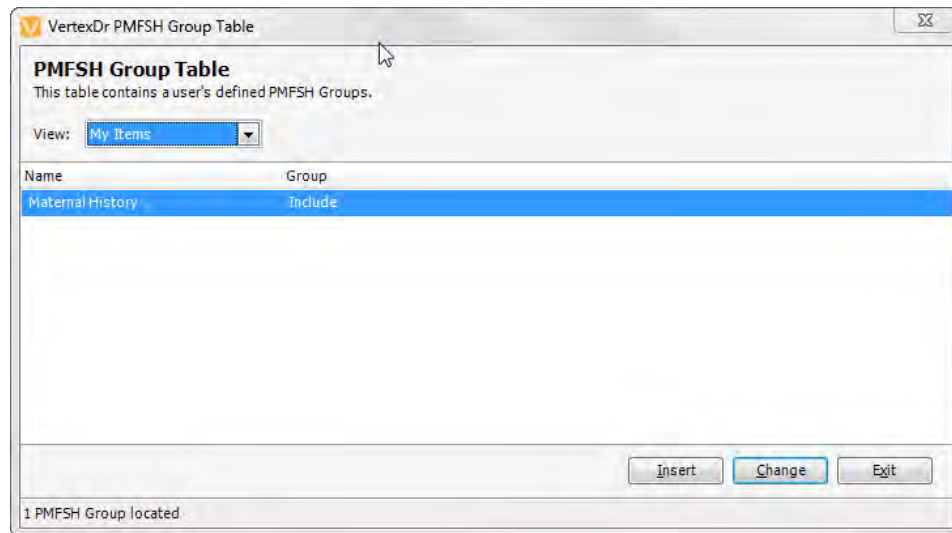 VertexDr PMFSH Group Table
PMFSH Group Table
This table contains a user's defined PMFSH Groups.
View: My Items
Name Group
Maternal History Include
Insert Change Exit
1 PMFSH Group located